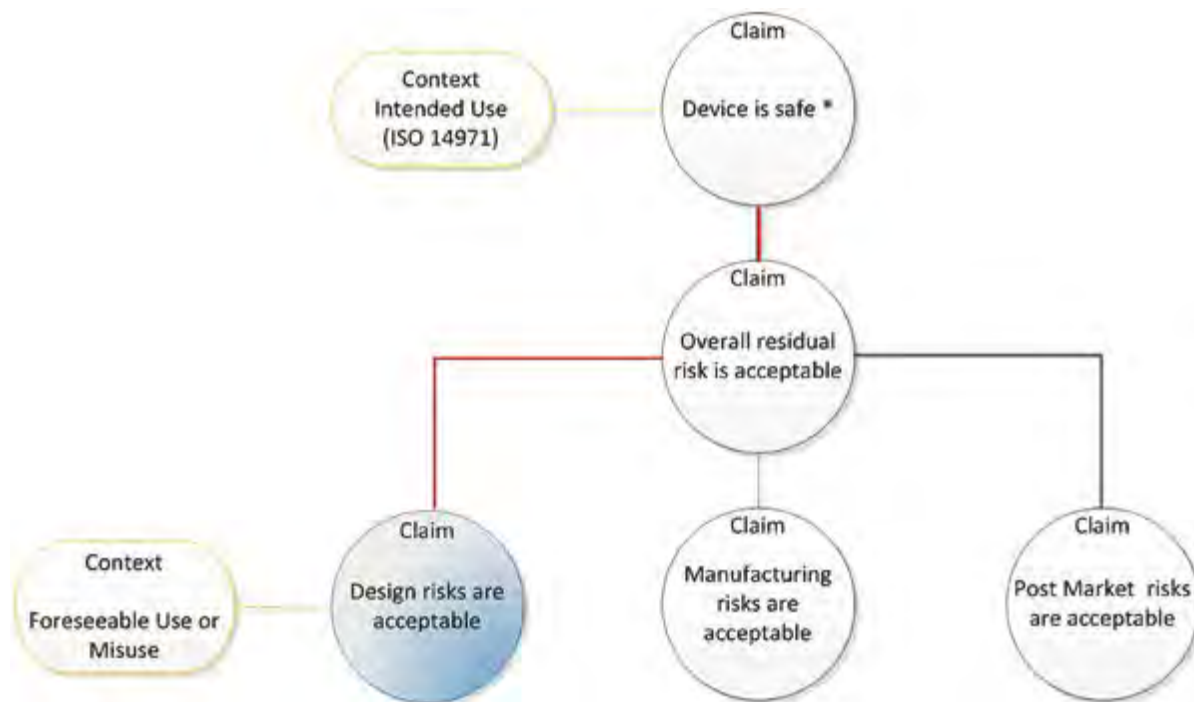 Claim
Device is safe *
Context
Intended Use
(ISO 14971)
Claim
Overall residual
risk is acceptable
Claim
Design risks are
acceptable
Context
Foreseeable Use or
Misuse
Claim
Manufacturing
risks are
acceptable
Claim
Post Market risks
are acceptable